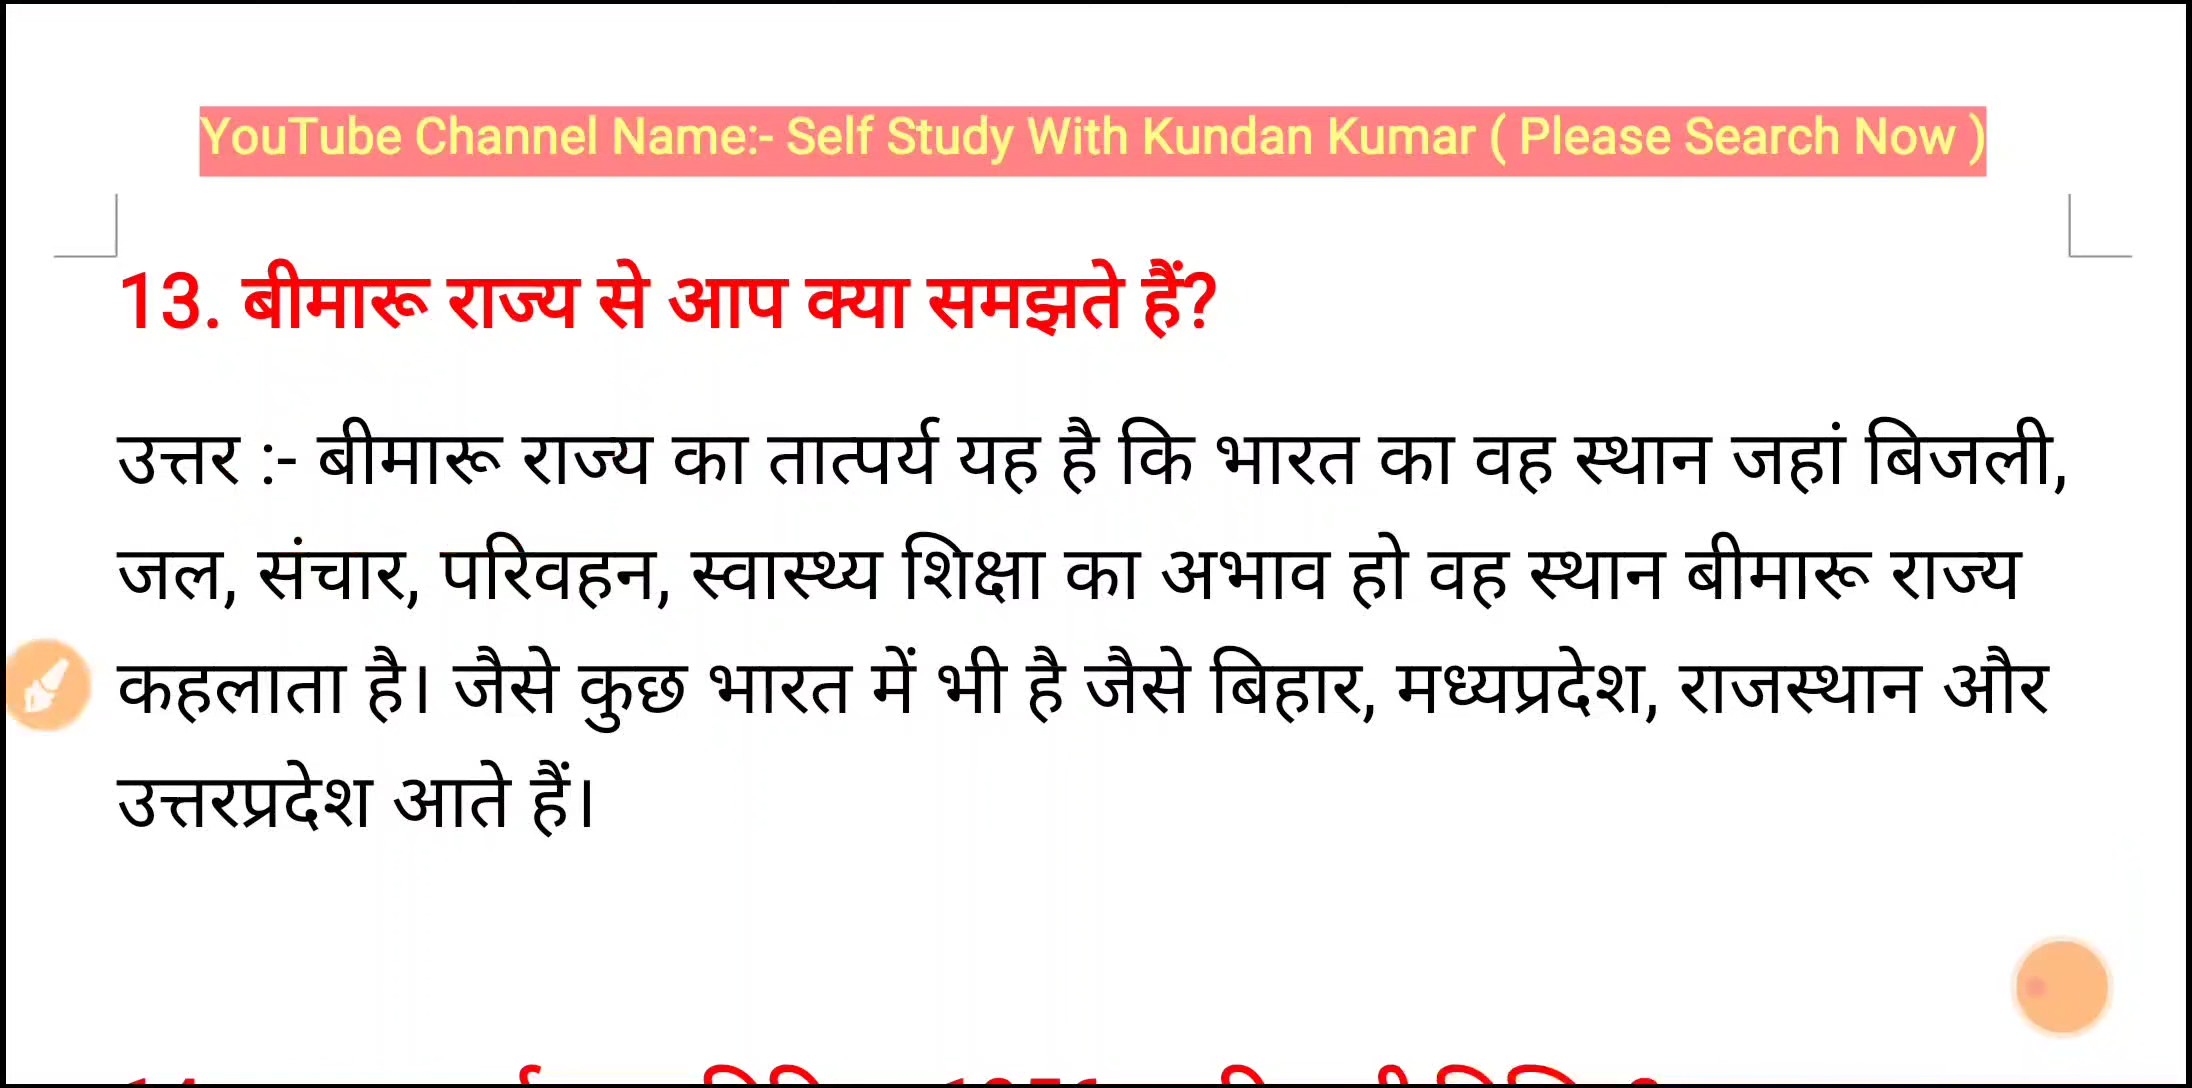 YouTube Channel Name:- Self Study With Kundan Kumar ( Please Search Now )
13. बीमारू राज्य से आप क्या समझते हैं?
उत्तर :- बीमारू राज्य का तात्पर्य यह है कि भारत का वह स्थान जहां बिजली,
जल, संचार, परिवहन, स्वास्थ्य शिक्षा का अभाव हो वह स्थान बीमारू राज्य
कहलाता है। जैसे कुछ भारत में भी है जैसे बिहार, मध्यप्रदेश, राजस्थान और
उत्तरप्रदेश आते हैं।